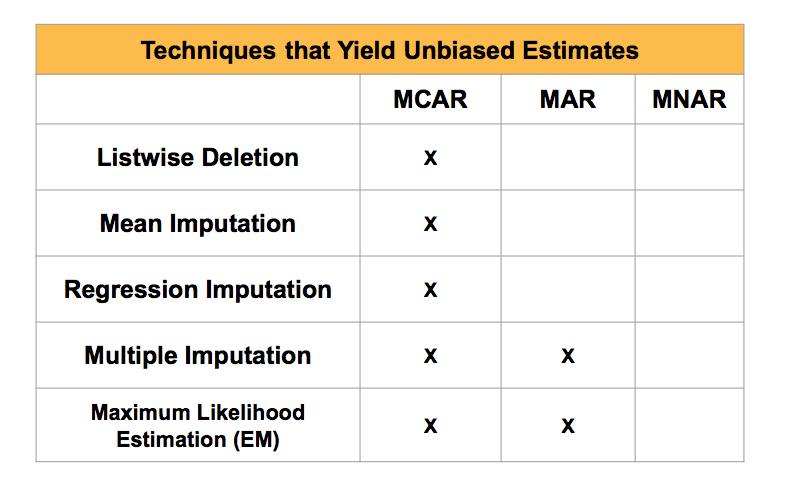 Techniques that Yield Unbiased Estimates
MCAR MAR MNAR
Listwise Deletion x
Mean Imputation x
Regression Imputation x
Multiple Imputation x x
Maximum Likelihood
Estimation (EM) x x